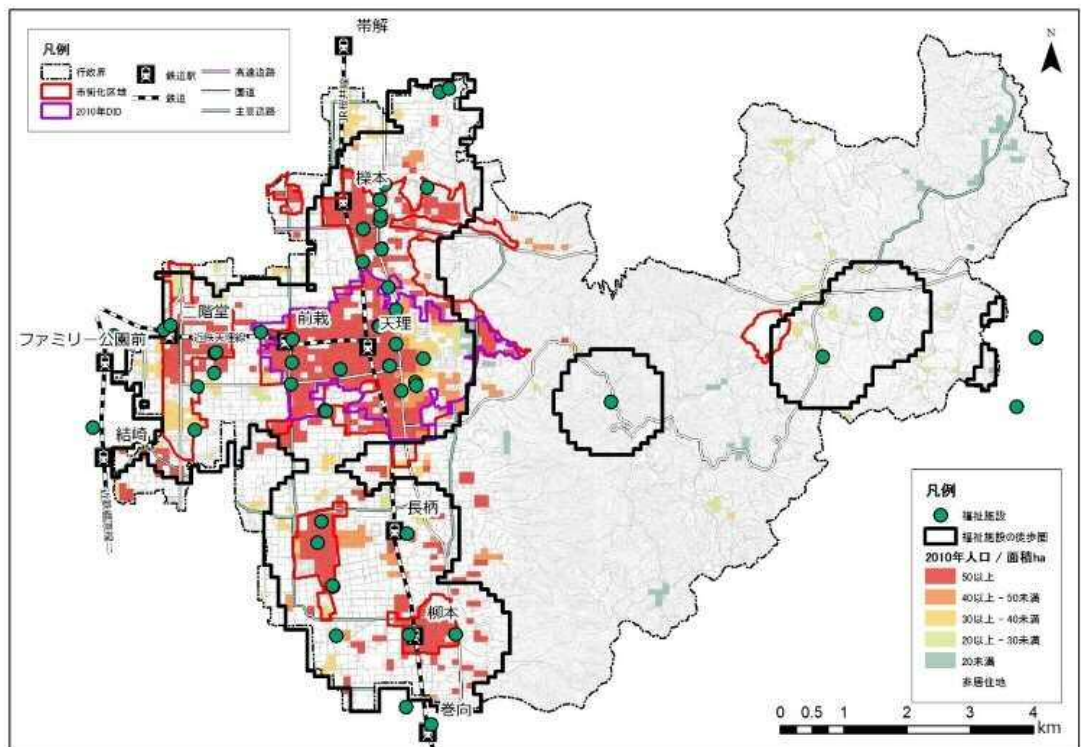 帯解
N
凡例
行政界
市街化区域
2010年DID
鉄道駅
鉄道
高速道路
国道
主要道路
櫟本
二階堂
前栽
天理
近鉄天理線
ファミリー公園前
結崎
長柄
柳本
巻向
凡例
福祉施設
福祉施設の徒歩圏
2010年人口 / 面積ha
50以上
40以上 - 50未満
30以上 - 40未満
20以上 - 30未満
20未満
非居住地
0 0.5 1 2 3 4
km